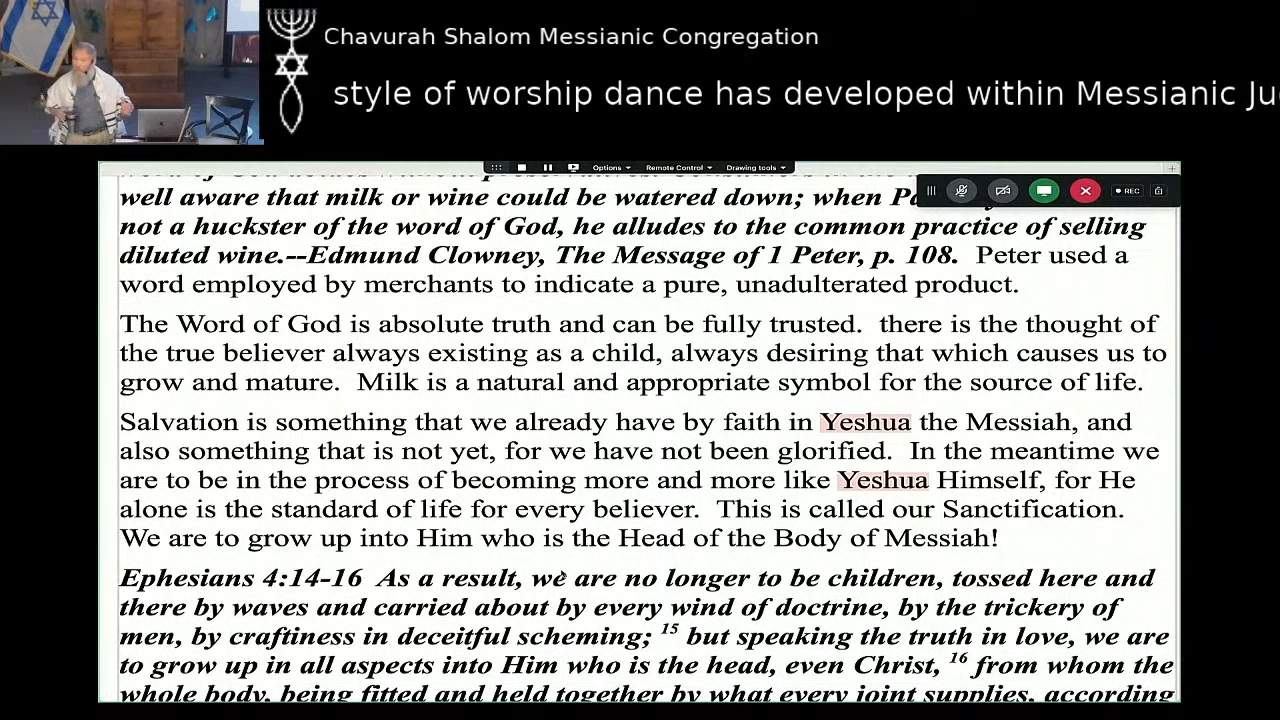 Chavurah Shalom Messianic Congregation
style of worship dance has developed within Messianic
Options
Remote Control
Drawing tools
REC
well aware that milk or wine could be watered down; when
not a huckster of the word of God, he alludes to the common practice of selling
diluted wine.--Edmund Clowney, The Message of 1 Peter, p. 108.  Peter used a
word employed by merchants to indicate a pure, unadulterated product.
The Word of God is absolute truth and can be fully trusted.  there is the thought of
the true believer always existing as a child, always desiring that which causes us to
grow and mature.  Milk is a natural and appropriate symbol for the source of life.
Salvation is something that we already have by faith in Yeshua the Messiah, and
also something that is not yet, for we have not been glorified.  In the meantime we
are to be in the process of becoming more and more like Yeshua Himself, for He
alone is the standard of life for every believer.  This is called our Sanctification.
We are to grow up into Him who is the Head of the Body of Messiah!
Ephesians 4:14-16  As a result, we are no longer to be children, tossed here and
there by waves and carried about by every wind of doctrine, by the trickery of
men, by craftiness in deceitful scheming; 15 but speaking the truth in love, we are
to grow up in all aspects into Him who is the head, even Christ, 16 from whom the
whole body, being fitted and held together by what every joint supplies, according